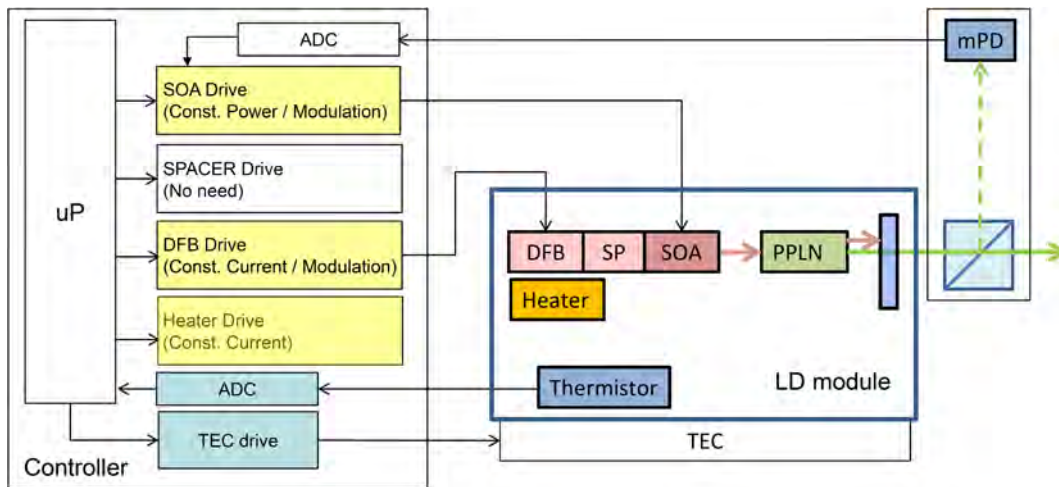 ADC
mPD
SOA Drive
(Const. Power / Modulation)
SPACER Drive
(No need)
uP
DFB Drive
(Const. Current / Modulation)
DFB
SP
SOA
PPLN
Heater
Heater Drive
(Const. Current)
ADC
Thermistor
LD module
TEC drive
TEC
Controller